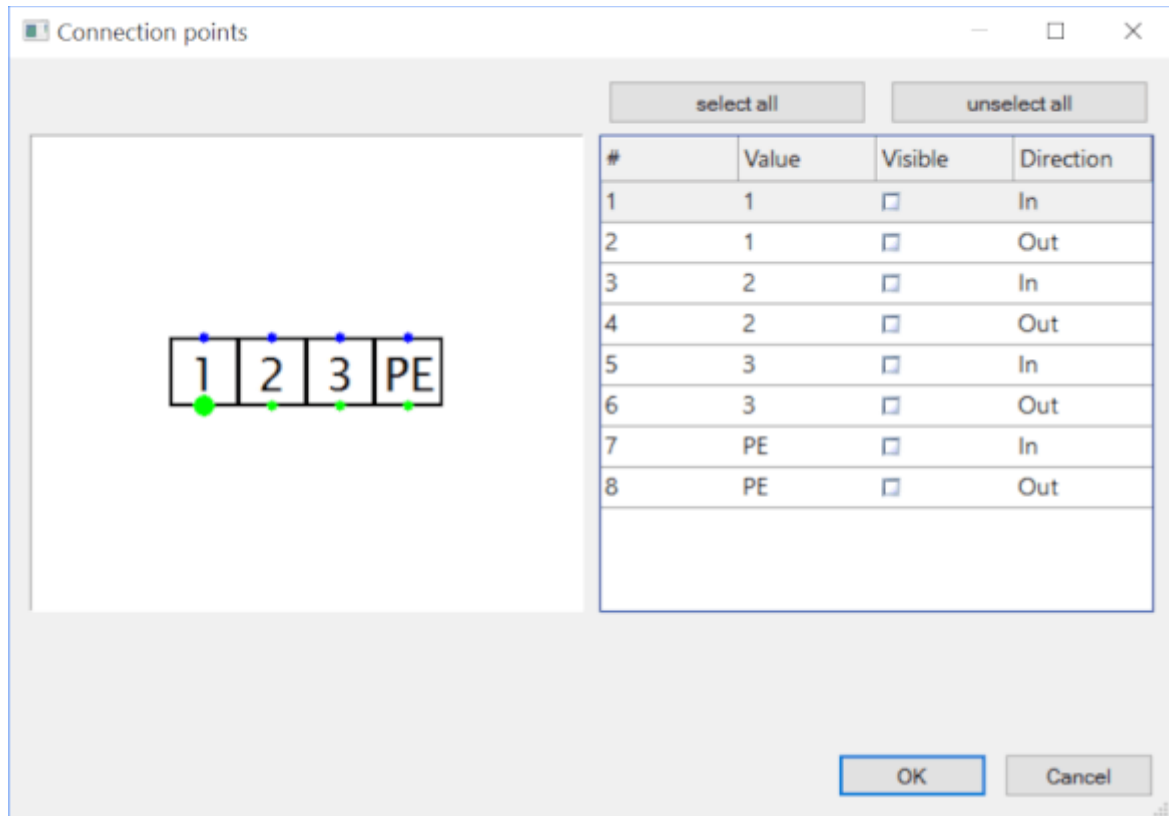 Connection points
select all unselect all
# Value Visible Direction
1 1 In
2 1 Out
3 2 In
4 2 Out
5 3 In
6 3 Out
7 PE In
8 PE Out
1 2 3 PE
OK Cancel